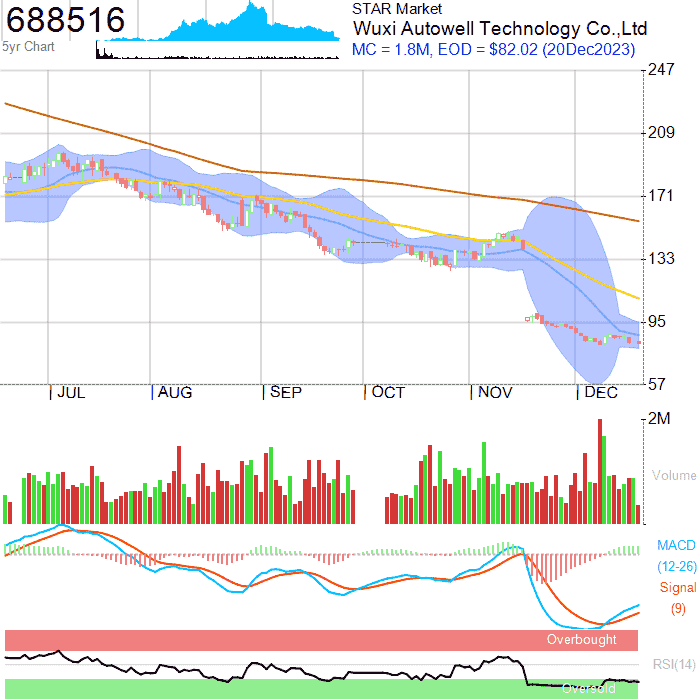 688516
5yr Chart
STAR Market
Wuxi Autowell Technology Co.,Ltd
MC = 1.8M, EOD = $82.02 (20Dec2023)
247
209
171
133
95
57
JUL AUG SEP OCT NOV DEC
2M
Volume
MACD
(12-26)
Signal
(9)
Overbought
RSI(14)
Oversold